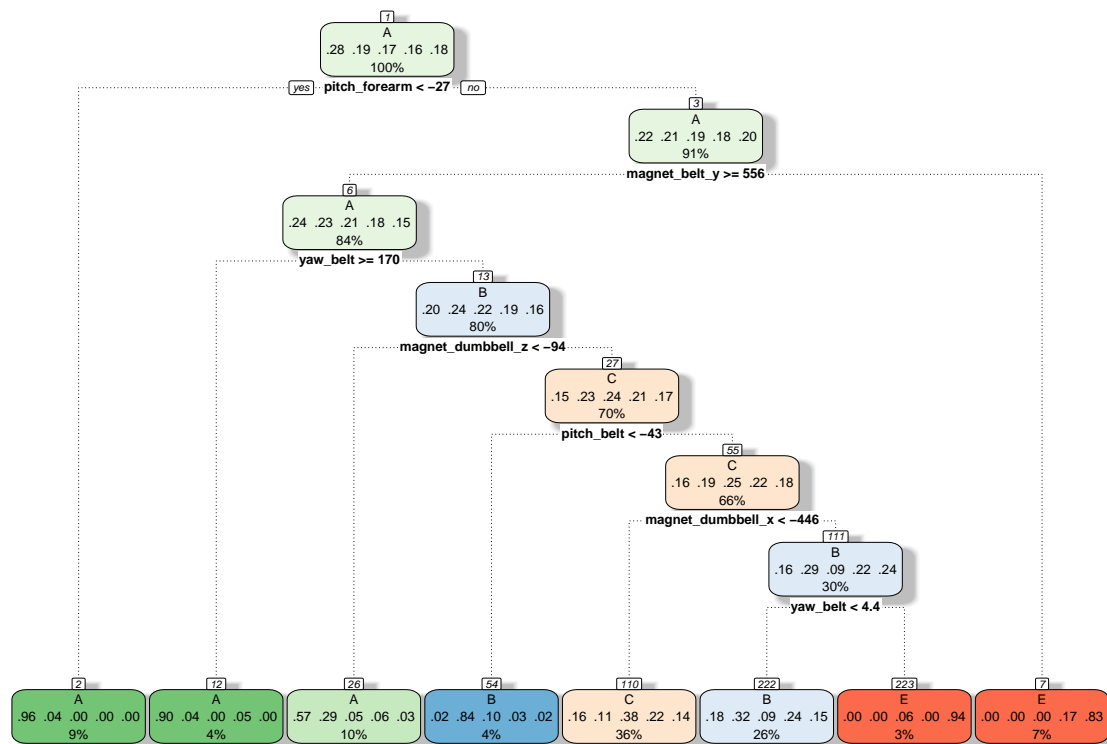 1
A
.28 .19 .17 .16 .18
100%
yes pitch_forearm < −27 no
3
A
.22 .21 .19 .18 .20
91%
magnet_belt_y >= 556
6
A
.24 .23 .21 .18 .15
84%
yaw_belt >= 170
13
B
.20 .24 .22 .19 .16
80%
magnet_dumbbell_z < −94
27
C
.15 .23 .24 .21 .17
70%
pitch_belt < −43
55
C
.16 .19 .25 .22 .18
66%
magnet_dumbbell_x < −446
111
B
.16 .29 .09 .22 .24
30%
yaw_belt < 4.4
2
A
.96 .04 .00 .00 .00
9%
12
A
.90 .04 .00 .05 .00
4%
26
A
.57 .29 .05 .06 .03
10%
54
B
.02 .84 .10 .03 .02
4%
110
C
.16 .11 .38 .22 .14
36%
222
B
.18 .32 .09 .24 .15
26%
223
E
.00 .00 .06 .00 .94
3%
7
E
.00 .00 .00 .17 .83
7%